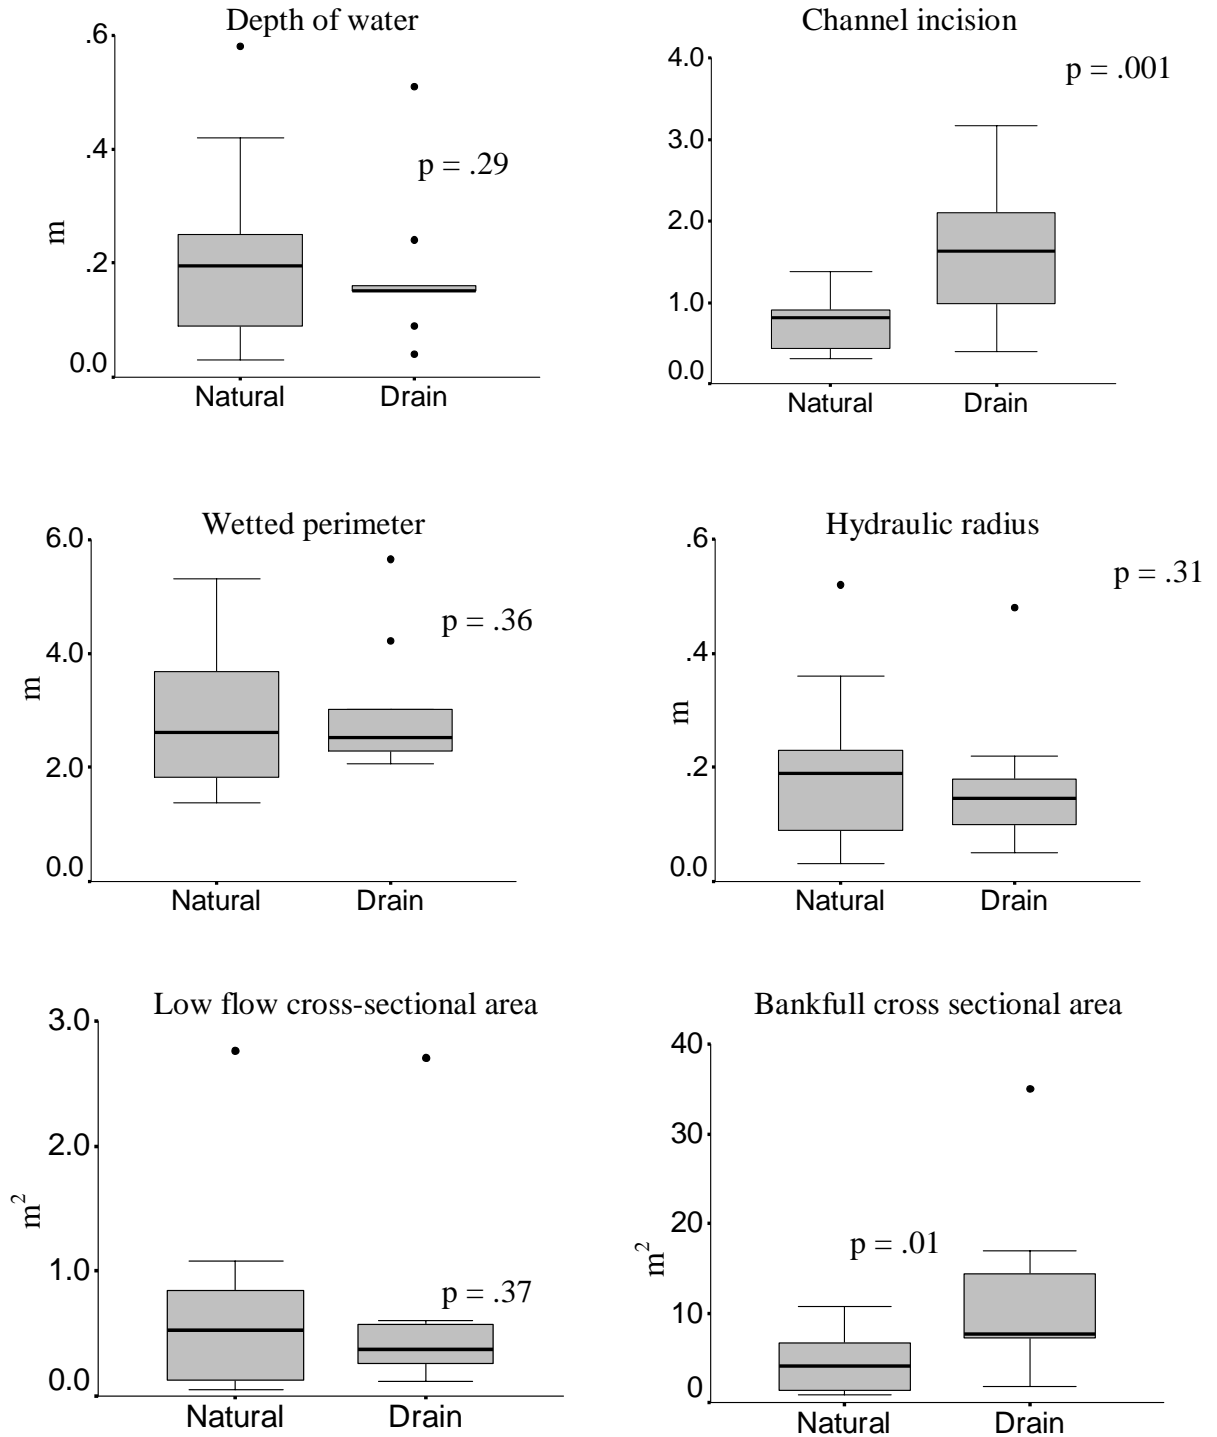 Depth of water
.6
.4
.2
0.0
m
p = .29
Natural
Drain
Channel incision
4.0
3.0
2.0
1.0
0.0
p = .001
Natural
Drain
Wetted perimeter
6.0
4.0
2.0
0.0
m
p = .36
Natural
Drain
Hydraulic radius
.6
.4
.2
0.0
m
p = .31
Natural
Drain
Low flow cross-sectional area
3.0
2.0
1.0
0.0
m²
p = .37
Natural
Drain
Bankfull cross sectional area
40
30
20
10
0
m²
p = .01
Natural
Drain